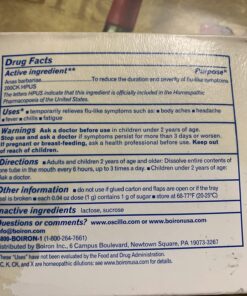 Drug Facts
Active ingredient** Purpose*
Anas barbariae
200CK HPUS To reduce the duration and severity of flu-like symptoms
The letters HPUS indicate that this ingredient is officially included in the Homeopathic
Pharmacopoeia of the United States.
Uses* ▪ temporarily relieves flu-like symptoms such as: ▪ body aches ▪ headache
▪ fever ▪ chills ▪ fatigue
Warnings Ask a doctor before use in children under 2 years of age.
Stop use and ask a doctor if symptoms persist for more than 3 days or worsen.
If pregnant or breast-feeding, ask a health professional before use. Keep out
of reach of children.
Directions ▪ Adults and children 2 years of age and older: Dissolve entire contents of
one tube in the mouth every 6 hours, up to 3 times a day. ▪ Children under 2 years of age:
Ask a doctor.
Other information ▪ do not use if glued carton end flaps are open or if the tray
seal is broken ▪ each 0.04 oz dose (1 g) contains 1 g of sugar ▪ store at 68-77°F (20-25°C)
Inactive ingredients lactose, sucrose
Questions or comments? www.oscillo.com or www.boironusa.com
@boiron.com
800-BOIRON-1 (1-800-264-7661)
Distributed by Boiron Inc, 6 Campus Boulevard, Newtown Square, PA 19073-3267
These "Uses" have not been evaluated by the Food and Drug Administration.
C, K, CK, and X are homeopathic dilutions: see www.boironusa.com for details.